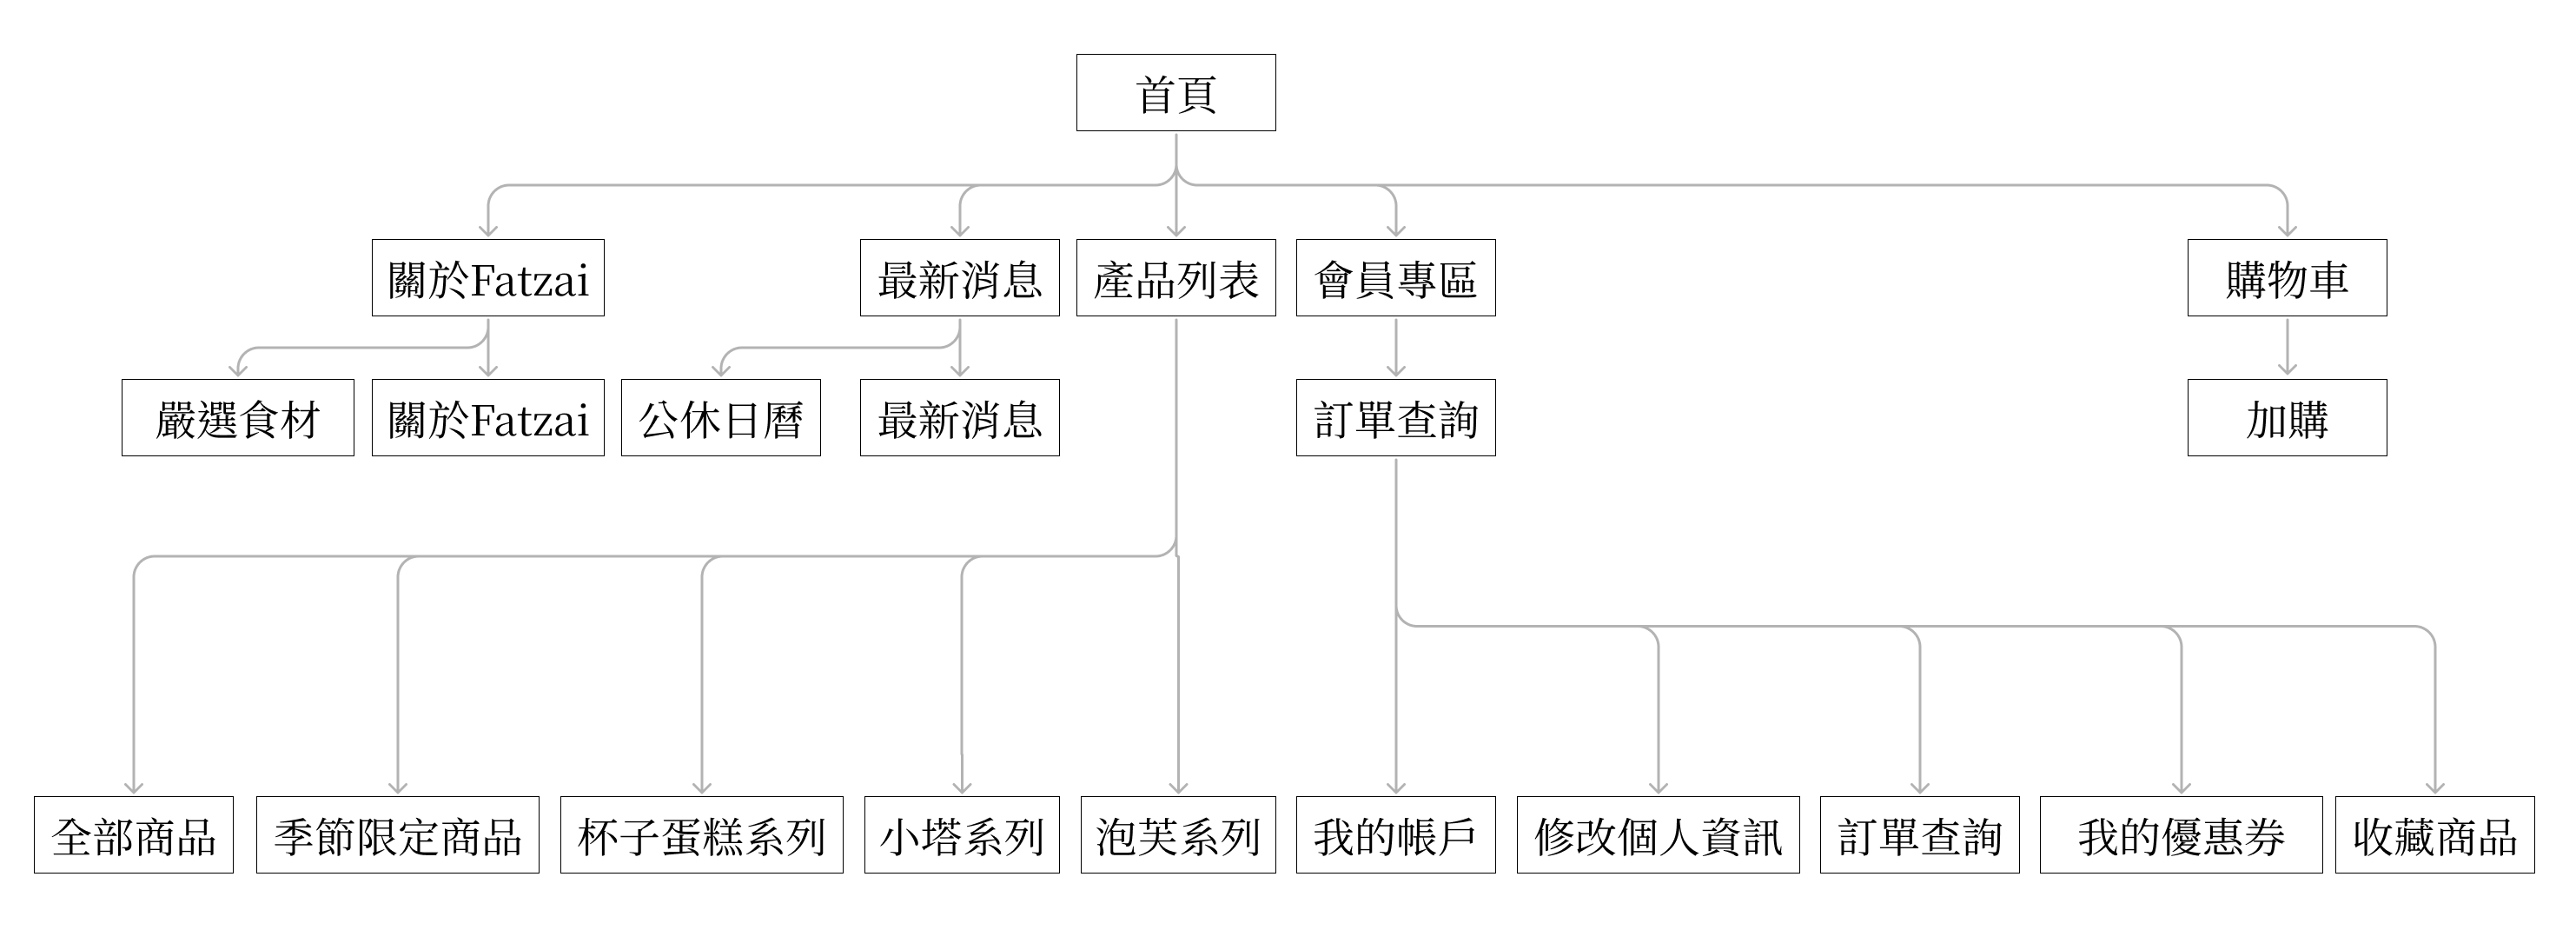 首頁
關於Fatzai
最新消息
產品列表
會員專區
購物車
嚴選食材
關於Fatzai
公休日曆
最新消息
訂單查詢
加購
全部商品
季節限定商品
杯子蛋糕系列
小塔系列
泡芙系列
我的帳戶
修改個人資訊
訂單查詢
我的優惠券
收藏商品